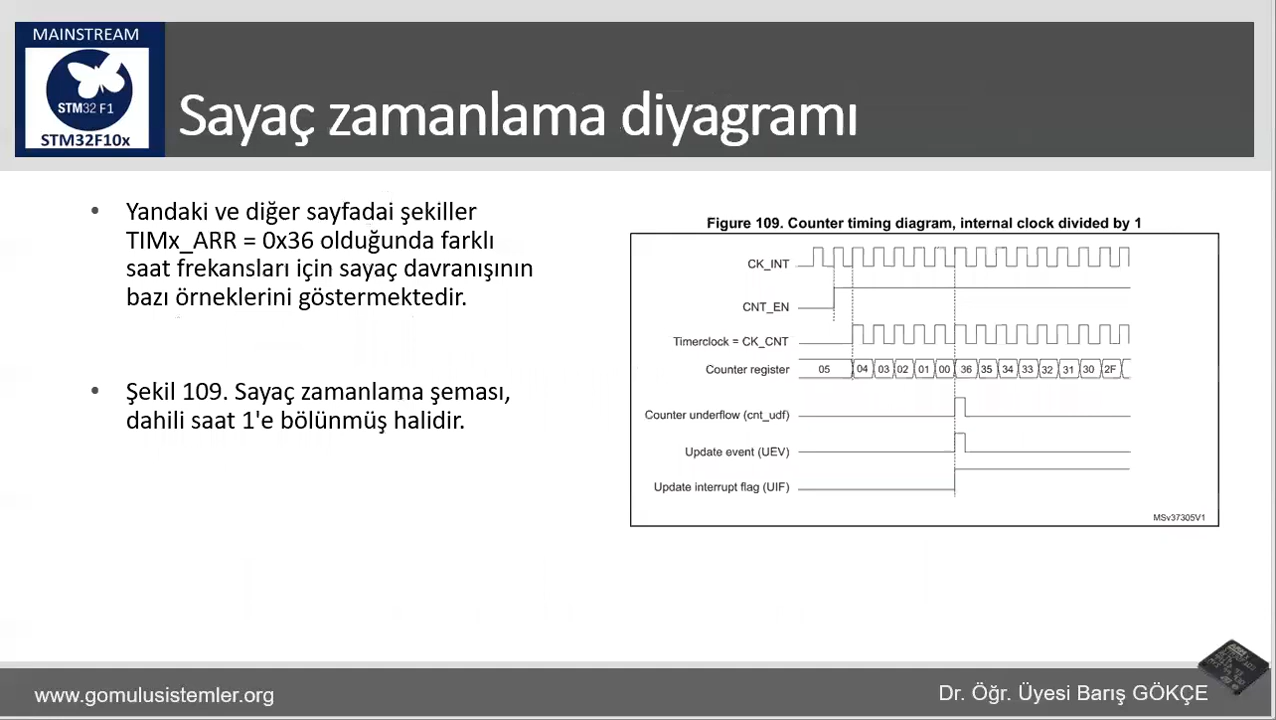 MAINSTREAM
STM32 F1
STM32F10x
Sayaç zamanlama diyagramı
• Yandaki ve diğer sayfadai şekiller
TIMx_ARR = 0x36 olduğunda farklı
saat frekansları için sayaç davranışının
bazı örneklerini göstermektedir.
• Şekil 109. Sayaç zamanlama şeması,
dahili saat 1'e bölünmüş halidir.
Figure 109. Counter timing diagram, internal clock divided by 1
CK_INT
CNT_EN
Timerclock = CK_CNT
Counter register 05 04 03 02 01 00 36 35 34 33 32 31 30 2F
Counter underflow (cnt_udf)
Update event (UEV)
Update interrupt flag (UIF)
MSv37305V1
www.gomulusistemler.org
Dr. Öğr. Üyesi Barış GÖKÇE